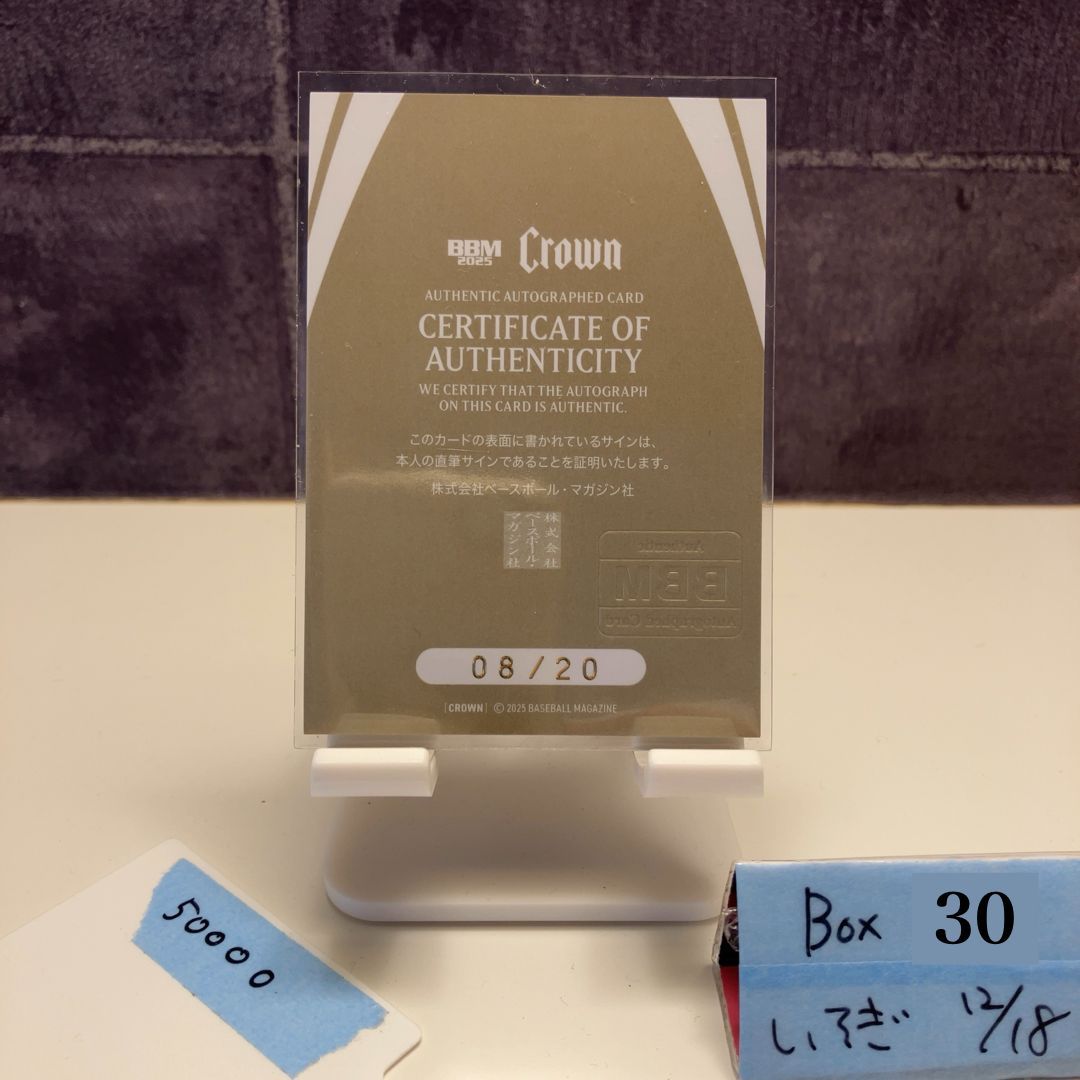 BBM
2025
Crown
AUTHENTIC AUTOGRAPHED CARD
CERTIFICATE OF
AUTHENTICITY
WE CERTIFY THAT THE AUTOGRAPH
ON THIS CARD IS AUTHENTIC.
このカードの表面に書かれているサインは、
本人の直筆サインであることを証明いたします。
株式会社ベースボール・マガジン社
株式会社
ベースボール・
マガジン社
Authentic
BBM
Autographed Card
08/20
|CROWN| © 2025 BASEBALL MAGAZINE
50000
Box 30
しいろぎ 12/18